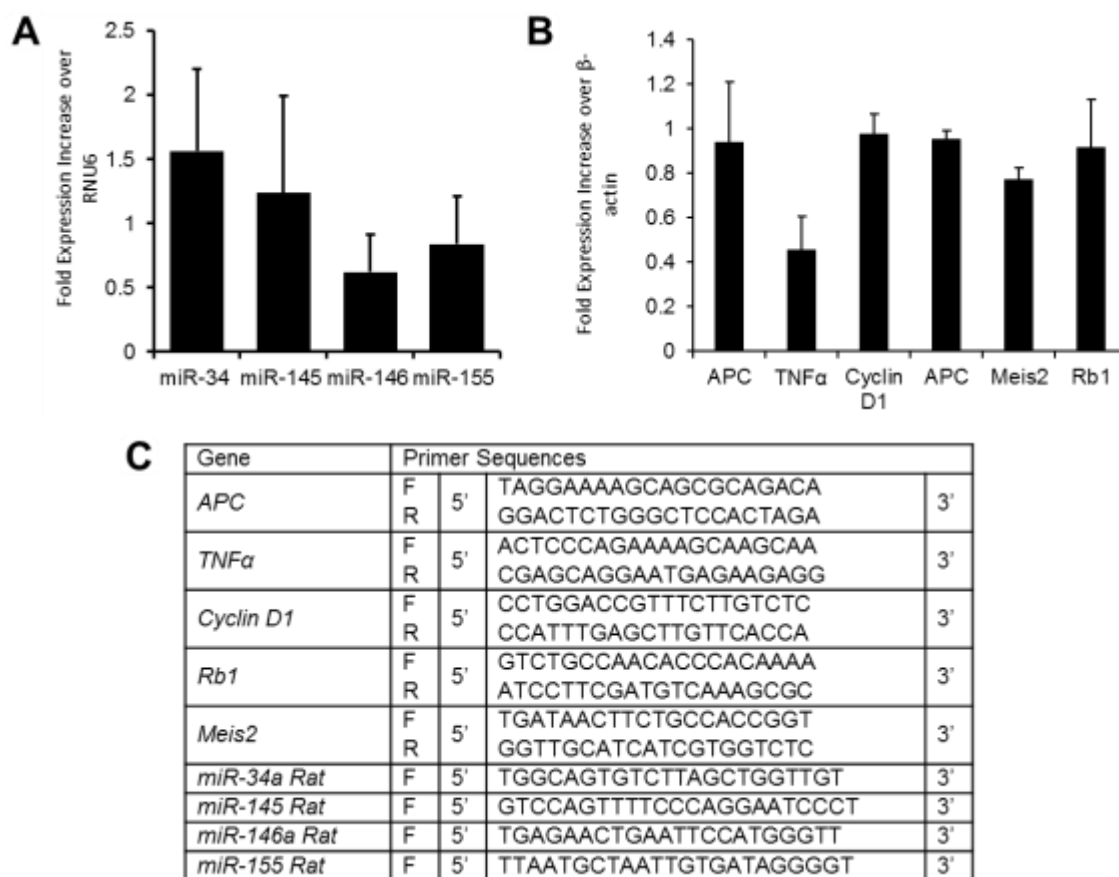 A
Fold Expression Increase over
RNU6
2.5
2
1.5
1
0.5
0
miR-34 miR-145 miR-146 miR-155
B
Fold Expression Increase over β-
actin
1.4
1.2
1
0.8
0.6
0.4
0.2
0
APC TNFα Cyclin D1 APC Meis2 Rb1
C
Gene Primer Sequences
APC F 5' TAGGAAAAGCAGCGCAGACA 3'
R GGACTCTGGGCTCCACTAGA
TNFα F 5' ACTCCCAGAAAAGCAAGCAA 3'
R CGAGCAGGAATGAGAAGAGG
Cyclin D1 F 5' CCTGGACCGTTTCTTGTCTC 3'
R CCATTTGAGCTTGTTCACCA
Rb1 F 5' GTCTGCCAACACCCACAAAA 3'
R ATCCTTCGATGTCAAAGCGC
Meis2 F 5' TGATAACTTCTGCCACCGGT 3'
R GGTTGCATCATCGTGGTCTC
miR-34a Rat F 5' TGGCAGTGTCTTAGCTGGTTGT 3'
miR-145 Rat F 5' GTCCAGTTTTCCCAGGAATCCCT 3'
miR-146a Rat F 5' TGAGAACTGAATTCCATGGGTT 3'
miR-155 Rat F 5' TTAATGCTAATTGTGATAGGGGT 3'